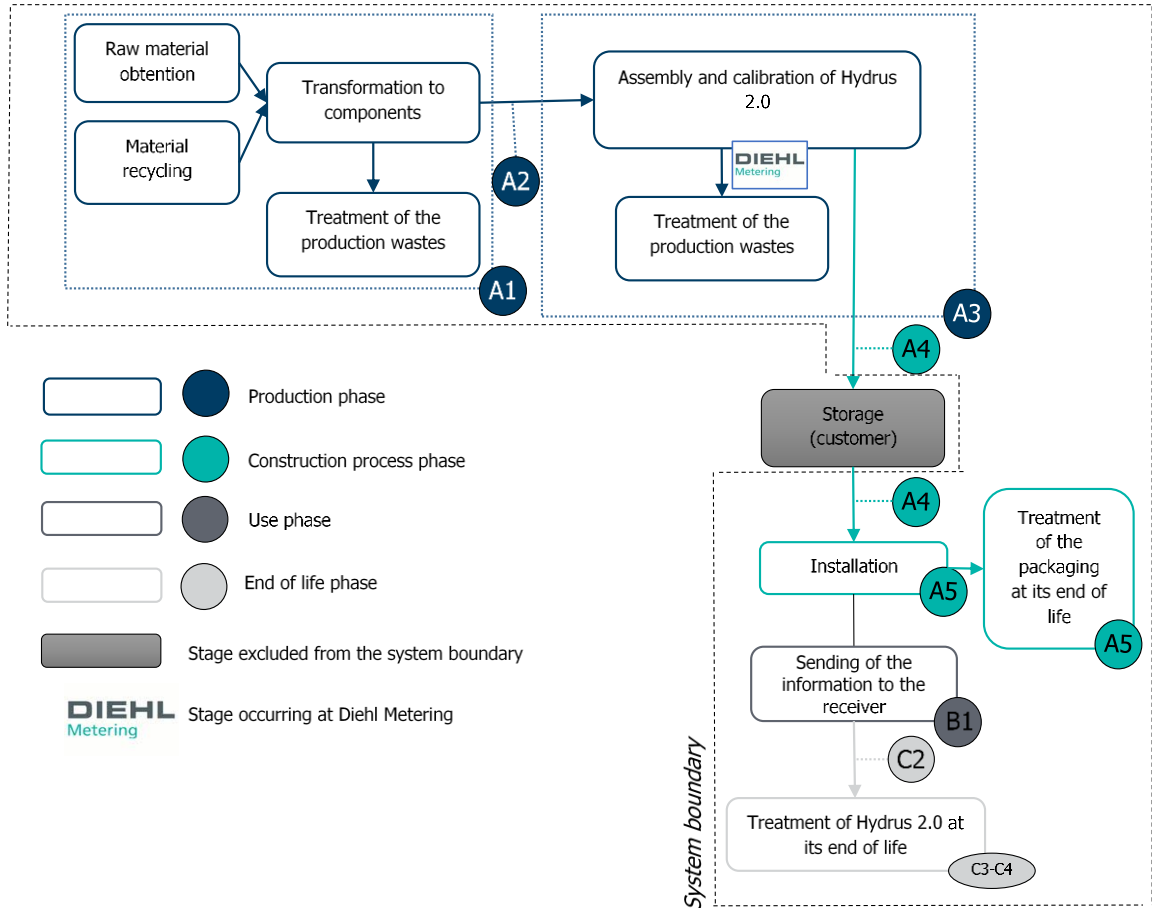 Raw material
obtention
Material
recycling
Transformation to
components
Treatment of the
production wastes
A1
A2
Assembly and calibration of Hydrus
2.0
DIEHL
Metering
Treatment of the
production wastes
A3
A4
Storage
(customer)
A4
Installation
A5
Treatment
of the
packaging
at its end of
life
A5
Sending of the
information to the
receiver
B1
C2
Treatment of Hydrus 2.0 at
its end of life
C3-C4
System boundary
Production phase
Construction process phase
Use phase
End of life phase
Stage excluded from the system boundary
DIEHL
Metering
Stage occurring at Diehl Metering